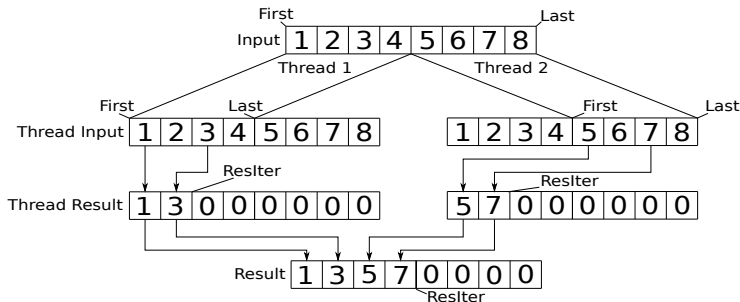 First
Last
Input 1 2 3 4 5 6 7 8
Thread 1 Thread 2
First Last First Last
Thread Input 1 2 3 4 5 6 7 8 1 2 3 4 5 6 7 8
ResIter ResIter
Thread Result 1 3 0 0 0 0 0 0 5 7 0 0 0 0 0 0
Result 1 3 5 7 0 0 0 0
ResIter